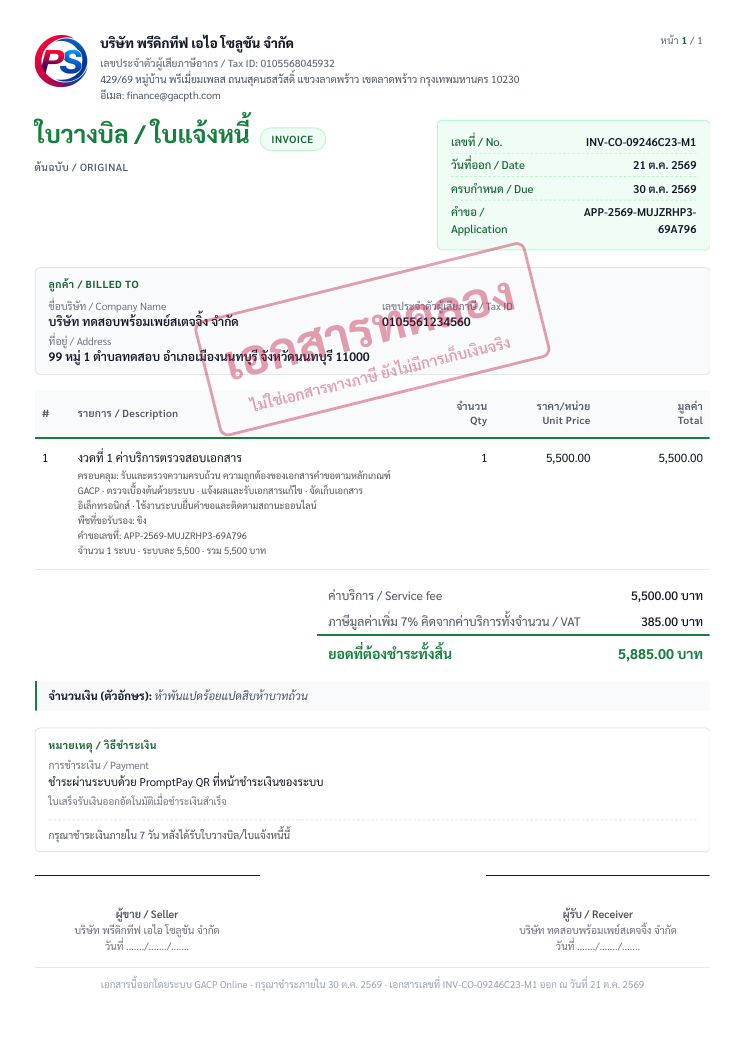 PS
บริษัท พรีดิกทีฟ เอไอ โซลูชัน จำกัด
เลขประจำตัวผู้เสียภาษีอากร / Tax ID: 0105568045932
429/69 หมู่บ้าน พรีเมี่ยมเพลส ถนนสุคนธสวัสดิ์ แขวงลาดพร้าว เขตลาดพร้าว กรุงเทพมหานคร 10230
อีเมล: finance@gacpth.com
หน้า 1 / 1
ใบวางบิล / ใบแจ้งหนี้ INVOICE
ต้นฉบับ / ORIGINAL
เลขที่ / No. INV-CO-09246C23-M1
วันที่ออก / Date 21 ต.ค. 2569
ครบกำหนด / Due 30 ต.ค. 2569
คำขอ / APP-2569-MUJZRHP3-
Application 69A796
ลูกค้า / BILLED TO
ชื่อบริษัท / Company Name เลขประจำตัวผู้เสียภาษี / Tax ID
บริษัท ทดสอบพร้อมเพย์สเตจจิ้ง จำกัด 0105561234560
ที่อยู่ / Address
99 หมู่ 1 ตำบลทดสอบ อำเภอเมืองนนทบุรี จังหวัดนนทบุรี 11000
เอกสารทดลอง
ไม่ใช่เอกสารทางภาษี ยังไม่มีการเก็บเงินจริง
# รายการ / Description จำนวน ราคา/หน่วย มูลค่า
Qty Unit Price Total
1 งวดที่ 1 ค่าบริการตรวจสอบเอกสาร 1 5,500.00 5,500.00
ครอบคลุม: รับและตรวจความครบถ้วน ความถูกต้องของเอกสารคำขอตามหลักเกณฑ์
GACP · ตรวจเบื้องต้นด้วยระบบ · แจ้งผลและรับเอกสารแก้ไข · จัดเก็บเอกสาร
อิเล็กทรอนิกส์ · ใช้งานระบบยื่นคำขอและติดตามสถานะออนไลน์
พืชที่ขอรับรอง: ขิง
คำขอเลขที่: APP-2569-MUJZRHP3-69A796
จำนวน 1 ระบบ · ระบบละ 5,500 · รวม 5,500 บาท
ค่าบริการ / Service fee 5,500.00 บาท
ภาษีมูลค่าเพิ่ม 7% คิดจากค่าบริการทั้งจำนวน / VAT 385.00 บาท
ยอดที่ต้องชำระทั้งสิ้น 5,885.00 บาท
จำนวนเงิน (ตัวอักษร): ห้าพันแปดร้อยแปดสิบห้าบาทถ้วน
หมายเหตุ / วิธีชำระเงิน
การชำระเงิน / Payment
ชำระผ่านระบบด้วย PromptPay QR ที่หน้าชำระเงินของระบบ
ใบเสร็จรับเงินออกอัตโนมัติเมื่อชำระเงินสำเร็จ
กรุณาชำระเงินภายใน 7 วัน หลังได้รับใบวางบิล/ใบแจ้งหนี้นี้
ผู้ขาย / Seller ผู้รับ / Receiver
บริษัท พรีดิกทีฟ เอไอ โซลูชัน จำกัด บริษัท ทดสอบพร้อมเพย์สเตจจิ้ง จำกัด
วันที่ ......./......./....... วันที่ ......./......./.......
เอกสารนี้ออกโดยระบบ GACP Online · กรุณาชำระภายใน 30 ต.ค. 2569 · เอกสารเลขที่ INV-CO-09246C23-M1 ออก ณ วันที่ 21 ต.ค. 2569